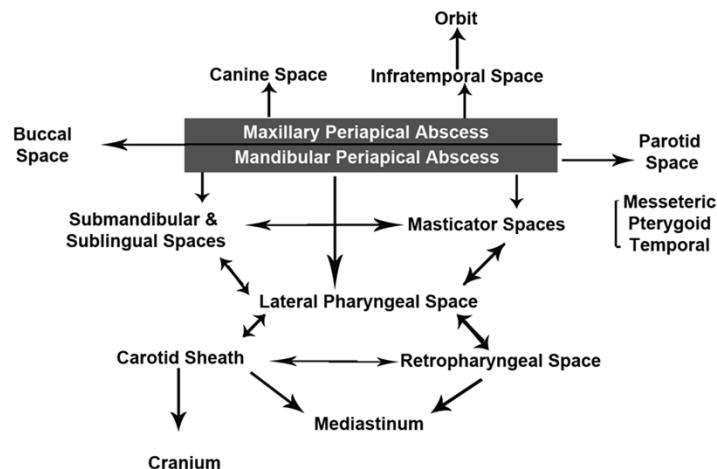 Orbit
Canine Space
Infratemporal Space
Maxillary Periapical Abscess
Mandibular Periapical Abscess
Buccal
Space
Parotid
Space
Messeteric
Pterygoid
Temporal
Submandibular &
Sublingual Spaces
Masticator Spaces
Lateral Pharyngeal Space
Carotid Sheath
Retropharyngeal Space
Mediastinum
Cranium